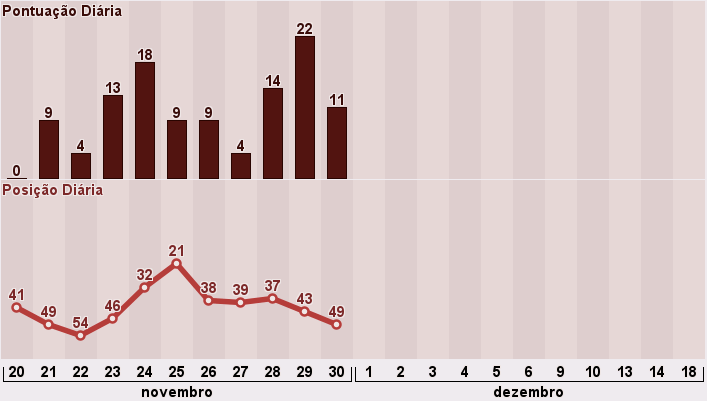 Pontuação Diária
0 9 4 13 18 9 9 4 14 22 11
Posição Diária
41 49 54 46 32 21 38 39 37 43 49
20 21 22 23 24 25 26 27 28 29 30 1 2 3 4 5 6 9 10 13 14 18
novembro dezembro